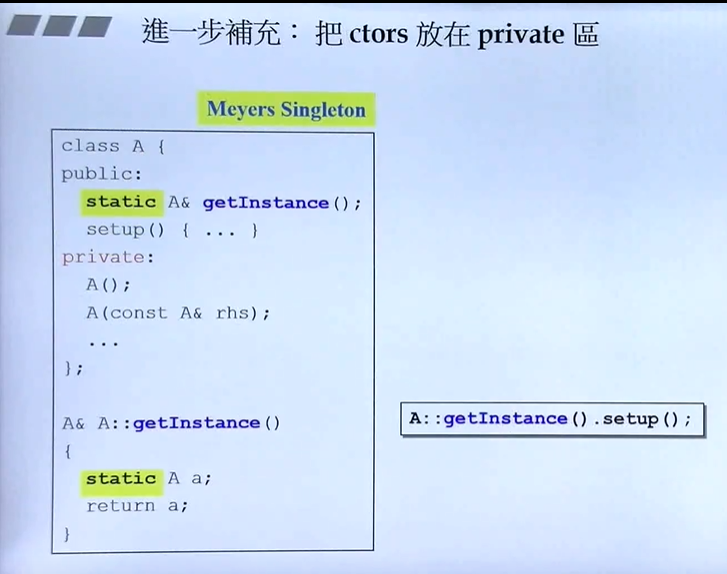 進一步補充： 把 ctors 放在 private 區
Meyers Singleton
class A {
public:
  static A& getInstance();
  setup() { ... }
private:
  A();
  A(const A& rhs);
  ...
};
A& A::getInstance()
{
  static A a;
  return a;
}
A::getInstance().setup();